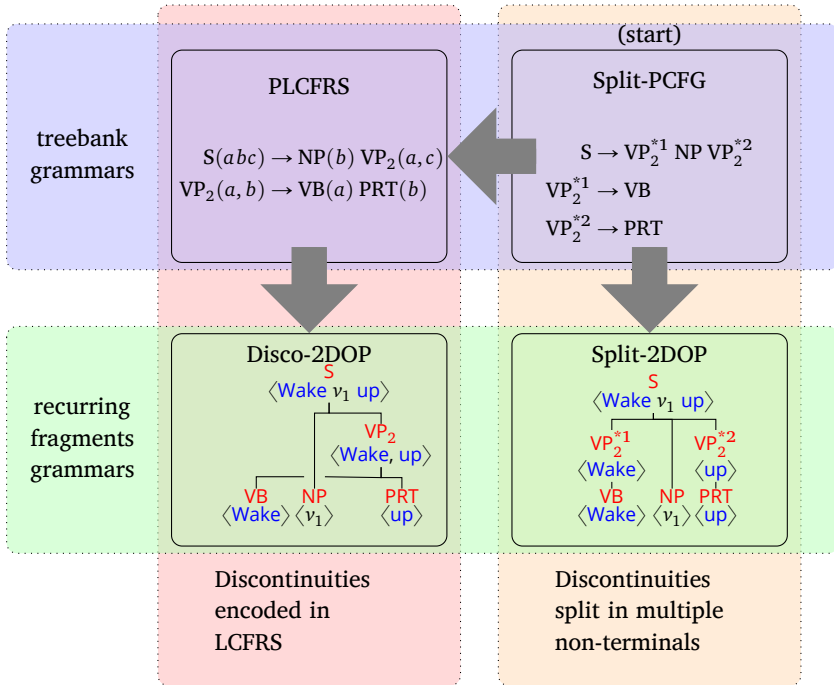 (start)
treebank
grammars
PLCFRS
S(abc) → NP(b) VP₂(a, c)
VP₂(a, b) → VB(a) PRT(b)
Split-PCFG
S → VP₂*¹ NP VP₂*²
VP₂*¹ → VB
VP₂*² → PRT
recurring
fragments
grammars
Disco-2DOP
S
⟨Wake v₁ up⟩
VP₂
⟨Wake, up⟩
VB NP PRT
⟨Wake⟩ ⟨v₁⟩ ⟨up⟩
Split-2DOP
S
⟨Wake v₁ up⟩
VP₂*¹ VP₂*²
⟨Wake⟩ ⟨up⟩
VB NP PRT
⟨Wake⟩ ⟨v₁⟩ ⟨up⟩
Discontinuities
encoded in
LCFRS
Discontinuities
split in multiple
non-terminals